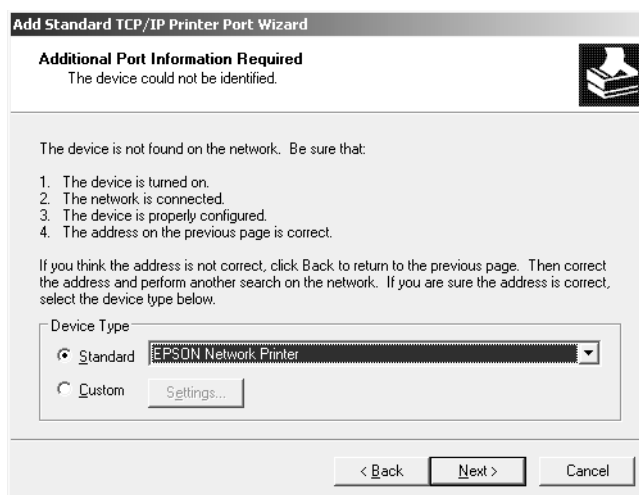 Add Standard TCP/IP Printer Port Wizard
Additional Port Information Required
The device could not be identified.
The device is not found on the network. Be sure that:
1. The device is turned on.
2. The network is connected.
3. The device is properly configured.
4. The address on the previous page is correct.
If you think the address is not correct, click Back to return to the previous page. Then correct
the address and perform another search on the network. If you are sure the address is correct,
select the device type below.
Device Type
Standard EPSON Network Printer
Custom Settings...
< Back Next > Cancel